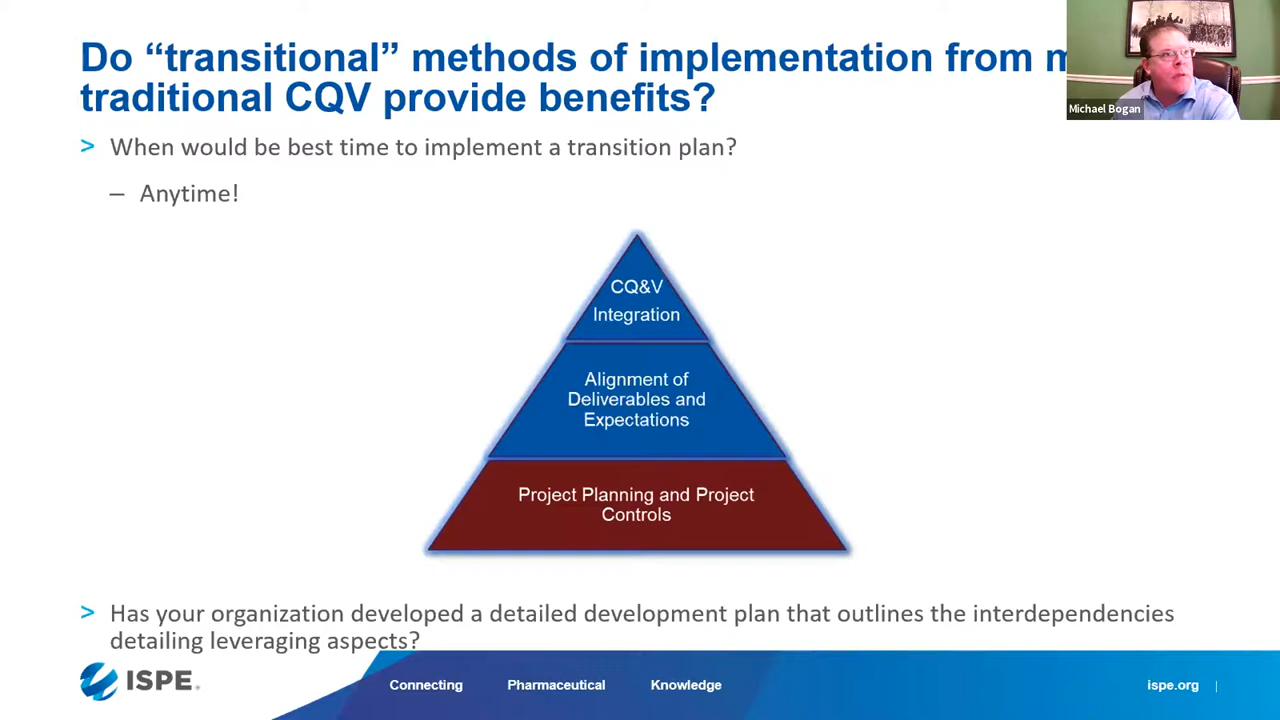 Do “transitional” methods of implementation from
traditional CQV provide benefits?
Michael Bogan
> When would be best time to implement a transition plan?
– Anytime!
CQ&V
Integration
Alignment of
Deliverables and
Expectations
Project Planning and Project
Controls
> Has your organization developed a detailed development plan that outlines the interdependencies
detailing leveraging aspects?
ISPE
Connecting Pharmaceutical Knowledge
ispe.org |